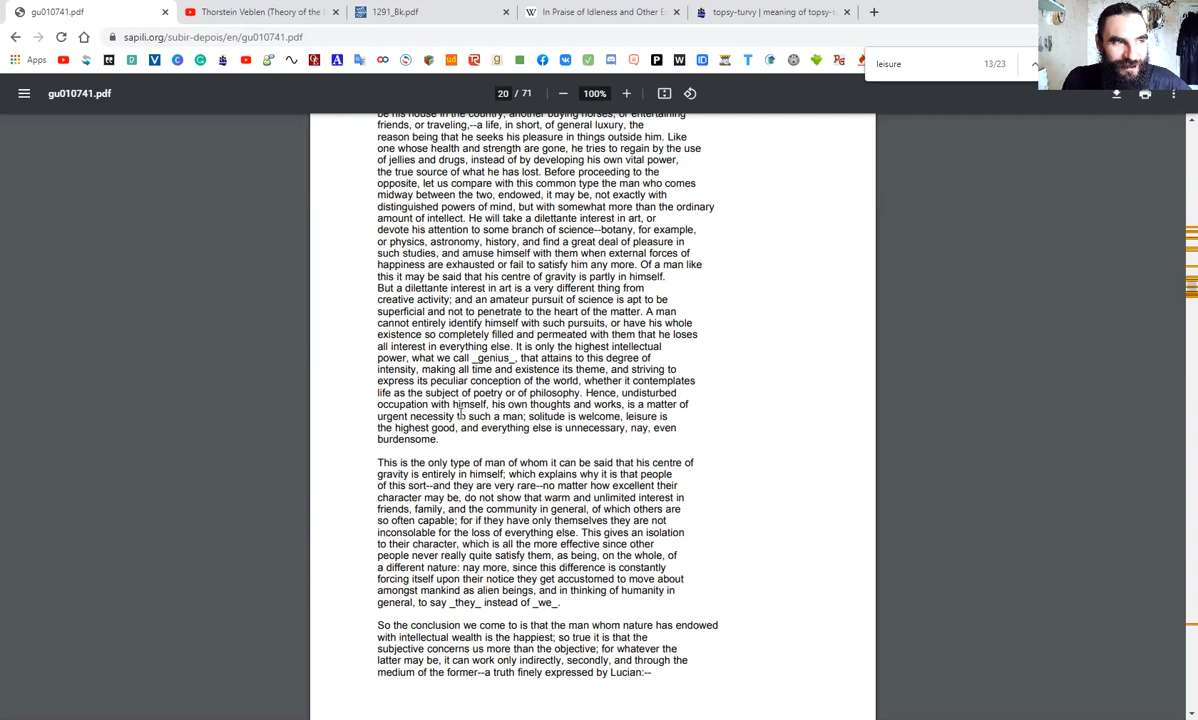 gu010741.pdf
Thorstein Veblen (Theory of the
1291_Bk.pdf
In Praise of Idleness and Other E
topsy-turvy | meaning of topsy-t
sapili.org/subir-depois/en/gu010741.pdf
Apps
leisure 13/23
gu010741.pdf
20 / 71
100%
be his house in the country, another buying horses, or entertaining
friends, or traveling,--a life, in short, of general luxury, the
reason being that he seeks his pleasure in things outside him. Like
one whose health and strength are gone, he tries to regain by the use
of jellies and drugs, instead of by developing his own vital power,
the true source of what he has lost. Before proceeding to the
opposite, let us compare with this common type the man who comes
midway between the two, endowed, it may be, not exactly with
distinguished powers of mind, but with somewhat more than the ordinary
amount of intellect. He will take a dilettante interest in art, or
devote his attention to some branch of science--botany, for example,
or physics, astronomy, history, and find a great deal of pleasure in
such studies, and amuse himself with them when external forces of
happiness are exhausted or fail to satisfy him any more. Of a man like
this it may be said that his centre of gravity is partly in himself.
But a dilettante interest in art is a very different thing from
creative activity; and an amateur pursuit of science is apt to be
superficial and not to penetrate to the heart of the matter. A man
cannot entirely identify himself with such pursuits, or have his whole
existence so completely filled and permeated with them that he loses
all interest in everything else. It is only the highest intellectual
power, what we call _genius_, that attains to this degree of
intensity, making all time and existence its theme, and striving to
express its peculiar conception of the world, whether it contemplates
life as the subject of poetry or of philosophy. Hence, undisturbed
occupation with himself, his own thoughts and works, is a matter of
urgent necessity to such a man; solitude is welcome, leisure is
the highest good, and everything else is unnecessary, nay, even
burdensome.
This is the only type of man of whom it can be said that his centre of
gravity is entirely in himself; which explains why it is that people
of this sort--and they are very rare--no matter how excellent their
character may be, do not show that warm and unlimited interest in
friends, family, and the community in general, of which others are
so often capable; for if they have only themselves they are not
inconsolable for the loss of everything else. This gives an isolation
to their character, which is all the more effective since other
people never really quite satisfy them, as being, on the whole, of
a different nature: nay more, since this difference is constantly
forcing itself upon their notice they get accustomed to move about
amongst mankind as alien beings, and in thinking of humanity in
general, to say _they_ instead of _we_.
So the conclusion we come to is that the man whom nature has endowed
with intellectual wealth is the happiest; so true it is that the
subjective concerns us more than the objective; for whatever the
latter may be, it can work only indirectly, secondly, and through the
medium of the former--a truth finely expressed by Lucian:--